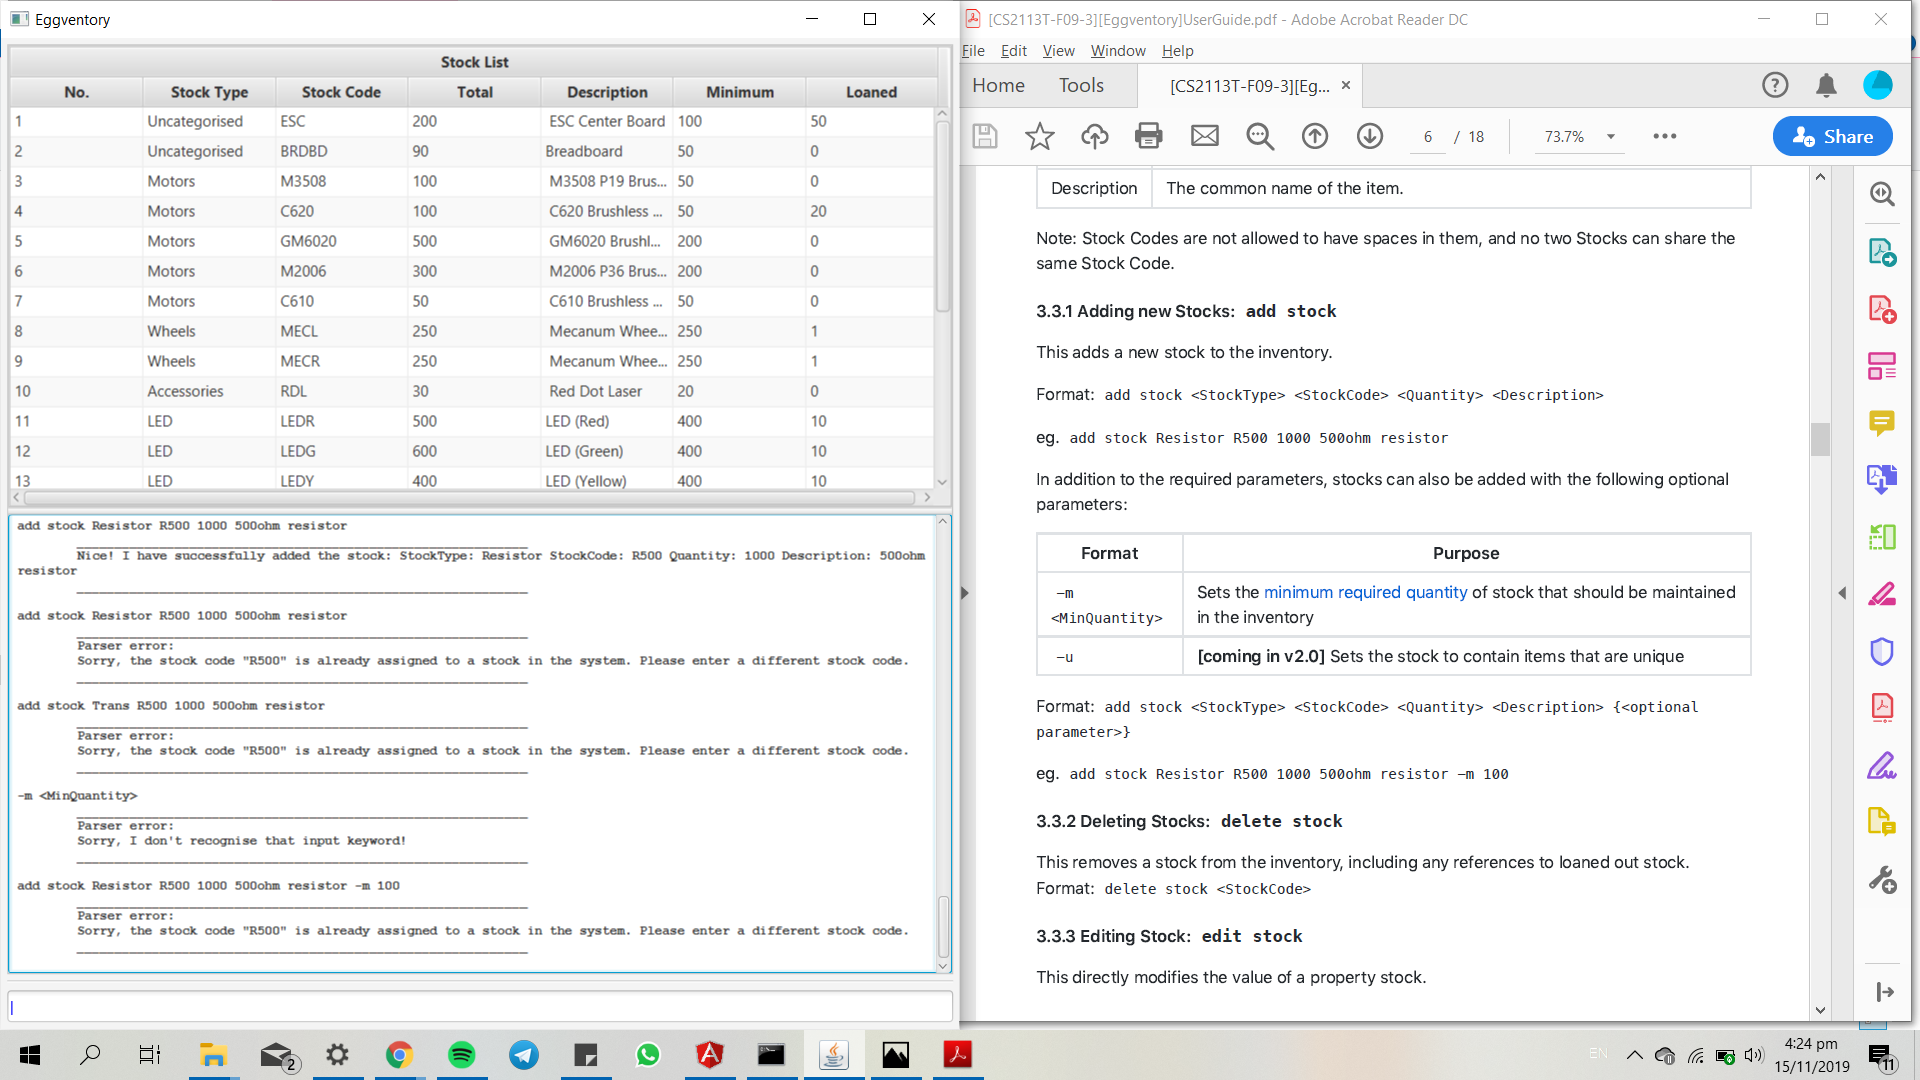 Eggventory
Stock List
No. Stock Type Stock Code Total Description Minimum Loaned
1 Uncategorised ESC 200 ESC Center Board 100 50
2 Uncategorised BRDBD 90 Breadboard 50 0
3 Motors M3508 100 M3508 P19 Brus... 50 0
4 Motors C620 100 C620 Brushless ... 50 20
5 Motors GM6020 500 GM6020 Brushl... 200 0
6 Motors M2006 300 M2006 P36 Brus... 200 0
7 Motors C610 50 C610 Brushless ... 50 0
8 Wheels MECL 250 Mecanum Whee... 250 1
9 Wheels MECR 250 Mecanum Whee... 250 1
10 Accessories RDL 30 Red Dot Laser 20 0
11 LED LEDR 500 LED (Red) 400 10
12 LED LEDG 600 LED (Green) 400 10
13 LED LEDY 400 LED (Yellow) 400 10
add stock Resistor R500 1000 500ohm resistor
Nice! I have successfully added the stock: StockType: Resistor StockCode: R500 Quantity: 1000 Description: 500ohm
resistor
add stock Resistor R500 1000 500ohm resistor
Parser error:
Sorry, the stock code "R500" is already assigned to a stock in the system. Please enter a different stock code.
add stock Trans R500 1000 500ohm resistor
Parser error:
Sorry, the stock code "R500" is already assigned to a stock in the system. Please enter a different stock code.
-m <MinQuantity>
Parser error:
Sorry, I don't recognise that input keyword!
add stock Resistor R500 1000 500ohm resistor -m 100
Parser error:
Sorry, the stock code "R500" is already assigned to a stock in the system. Please enter a different stock code.
[CS2113T-F09-3][Eggventory]UserGuide.pdf - Adobe Acrobat Reader DC
File Edit View Window Help
Home Tools [CS2113T-F09-3][Eg... ×
6 / 18 73.7% Share
Description The common name of the item.
Note: Stock Codes are not allowed to have spaces in them, and no two Stocks can share the
same Stock Code.
3.3.1 Adding new Stocks: add stock
This adds a new stock to the inventory.
Format: add stock <StockType> <StockCode> <Quantity> <Description>
eg. add stock Resistor R500 1000 500ohm resistor
In addition to the required parameters, stocks can also be added with the following optional
parameters:
Format Purpose
-m
<MinQuantity>
Sets the minimum required quantity of stock that should be maintained
in the inventory
-u [coming in v2.0] Sets the stock to contain items that are unique
Format: add stock <StockType> <StockCode> <Quantity> <Description> {<optional
parameter>}
eg. add stock Resistor R500 1000 500ohm resistor –m 100
3.3.2 Deleting Stocks: delete stock
This removes a stock from the inventory, including any references to loaned out stock.
Format: delete stock <StockCode>
3.3.3 Editing Stock: edit stock
This directly modifies the value of a property stock.
2
EN
4:24 pm
15/11/2019
11